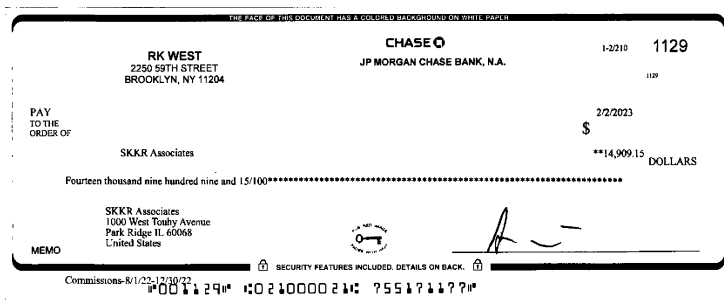 THE FACE OF THIS DOCUMENT HAS A COLORED BACKGROUND ON WHITE PAPER
RK WEST
2250 59TH STREET
BROOKLYN, NY 11204
CHASE
JP MORGAN CHASE BANK, N.A.
1-2/210 1129
1129
PAY
TO THE
ORDER OF
2/2/2023
$
SKKR Associates
**14,909.15 DOLLARS
Fourteen thousand nine hundred nine and 15/100**********************************************************************
SKKR Associates
1000 West Touhy Avenue
Park Ridge IL 60068
United States
MEMO
SECURITY FEATURES INCLUDED. DETAILS ON BACK.
Commissions-8/1/22-12/30/22
⑈001129⑈ ⑆021000021⑆ 755171177⑈